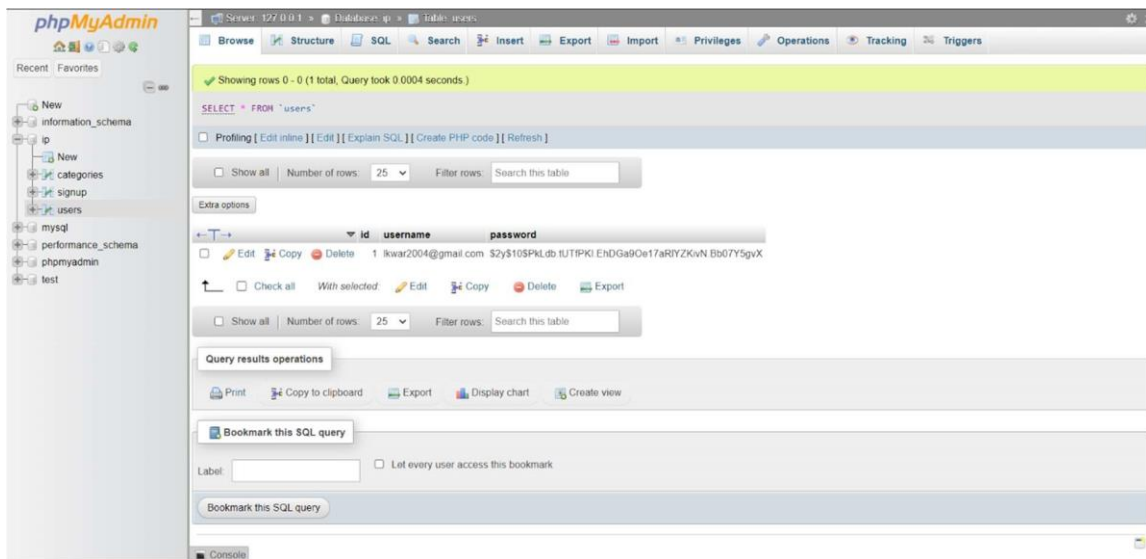 phpMyAdmin
Recent Favorites
New
information_schema
ip
New
categories
signup
users
mysql
performance_schema
phpmyadmin
test
Server: 127.0.0.1 » Database: ip » Table: users
Browse Structure SQL Search Insert Export Import Privileges Operations Tracking Triggers
Showing rows 0 - 0 (1 total, Query took 0.0004 seconds.)
SELECT * FROM `users`
Profiling [ Edit inline ] [ Edit ] [ Explain SQL ] [ Create PHP code ] [ Refresh ]
Show all Number of rows: 25 Filter rows: Search this table
Extra options
id username password
Edit Copy Delete 1 lkwar2004@gmail.com
Check all With selected: Edit Copy Delete Export
Show all Number of rows: 25 Filter rows: Search this table
Query results operations
Print Copy to clipboard Export Display chart Create view
Bookmark this SQL query
Label: Let every user access this bookmark
Bookmark this SQL query
Console